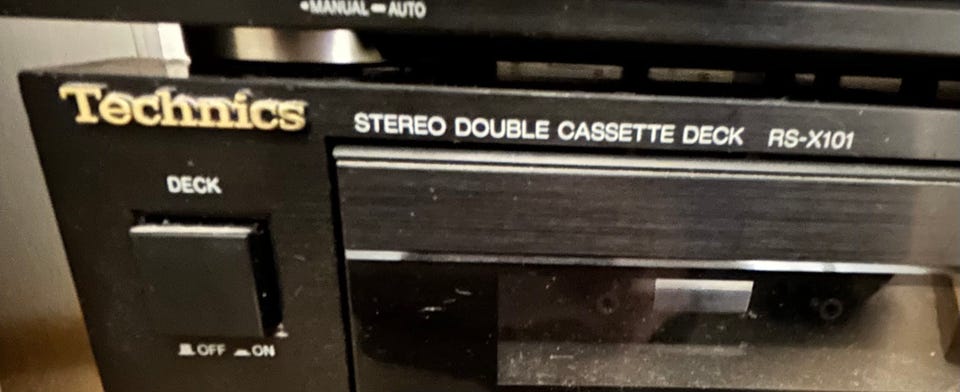 •MANUAL ▬ AUTO
Technics
STEREO DOUBLE CASSETTE DECK RS-X101
DECK
OFF ON